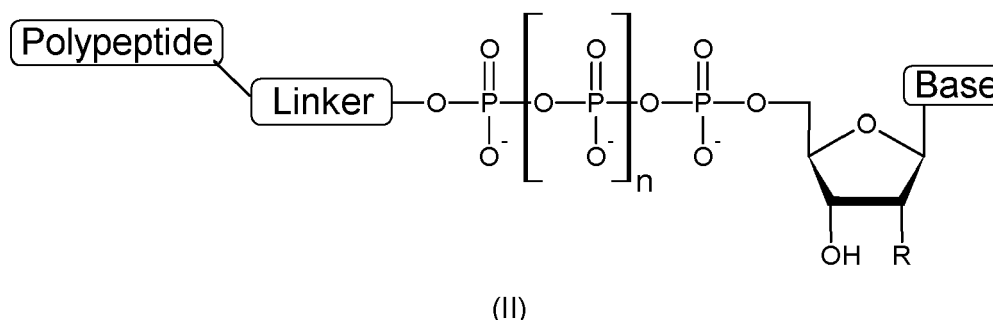 Polypeptide
Linker
O P O P O P O
O O O
O- O- O-
n
Base
O
OH R
(II)